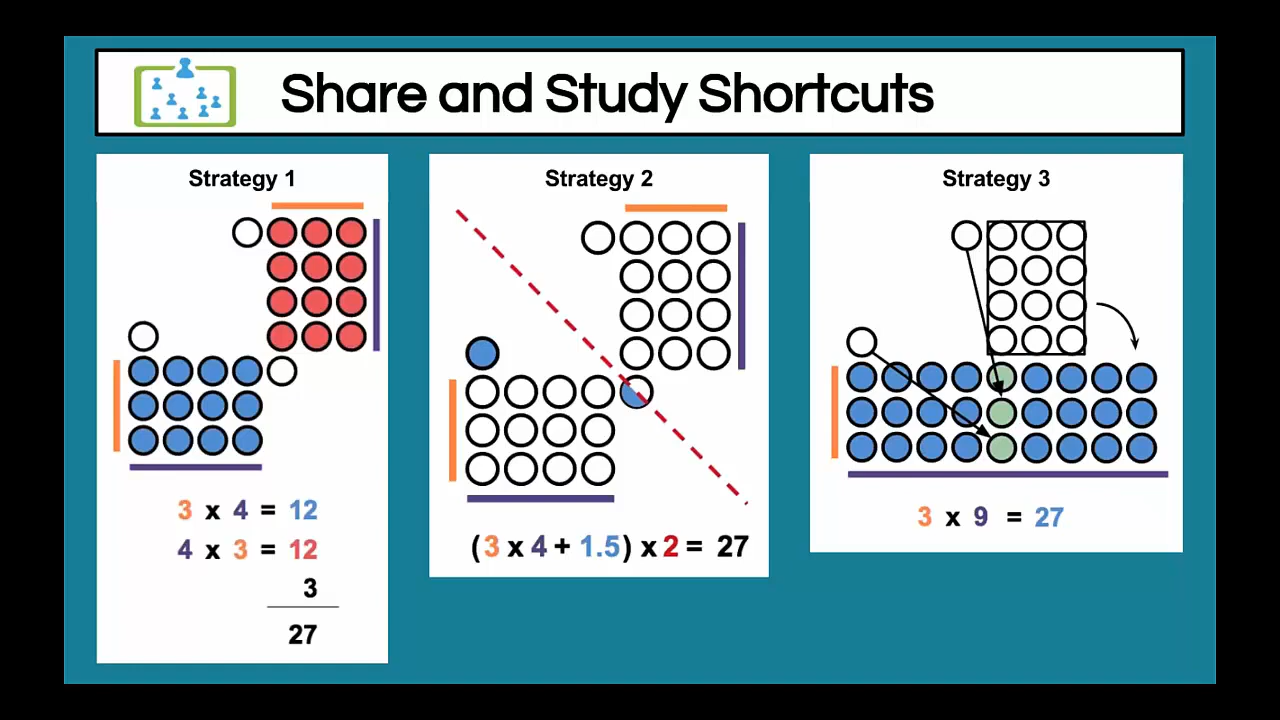 Share and Study Shortcuts
Strategy 1
3 x 4 = 12
4 x 3 = 12
3
27
Strategy 2
(3 x 4 + 1.5) x 2 = 27
Strategy 3
3 x 9 = 27